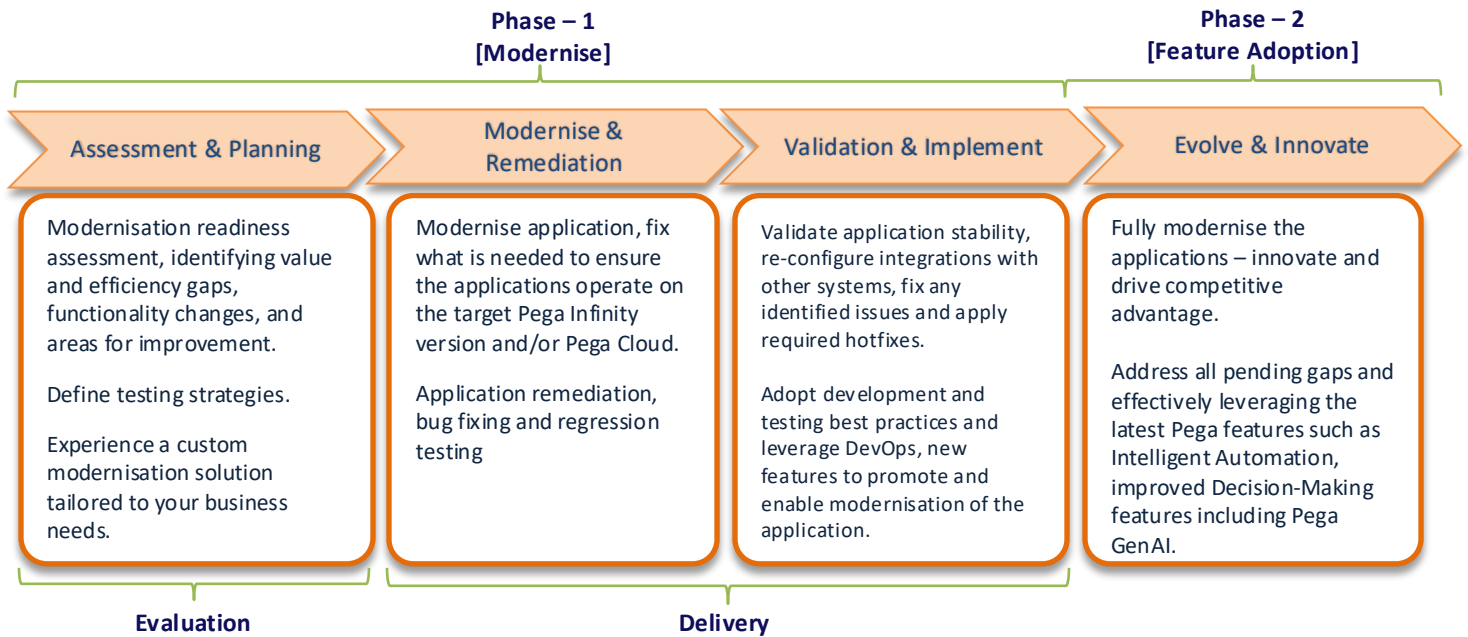 Phase – 1
[Modernise]
Phase – 2
[Feature Adoption]
Assessment & Planning
Modernise &
Remediation
Validation & Implement
Evolve & Innovate
Modernisation readiness
assessment, identifying value
and efficiency gaps,
functionality changes, and
areas for improvement.
Define testing strategies.
Experience a custom
modernisation solution
tailored to your business
needs.
Modernise application, fix
what is needed to ensure
the applications operate on
the target Pega Infinity
version and/or Pega Cloud.
Application remediation,
bug fixing and regression
testing
Validate application stability,
re-configure integrations with
other systems, fix any
identified issues and apply
required hotfixes.
Adopt development and
testing best practices and
leverage DevOps, new
features to promote and
enable modernisation of the
application.
Fully modernise the
applications – innovate and
drive competitive
advantage.
Address all pending gaps and
effectively leveraging the
latest Pega features such as
Intelligent Automation,
improved Decision-Making
features including Pega
GenAI.
Evaluation
Delivery